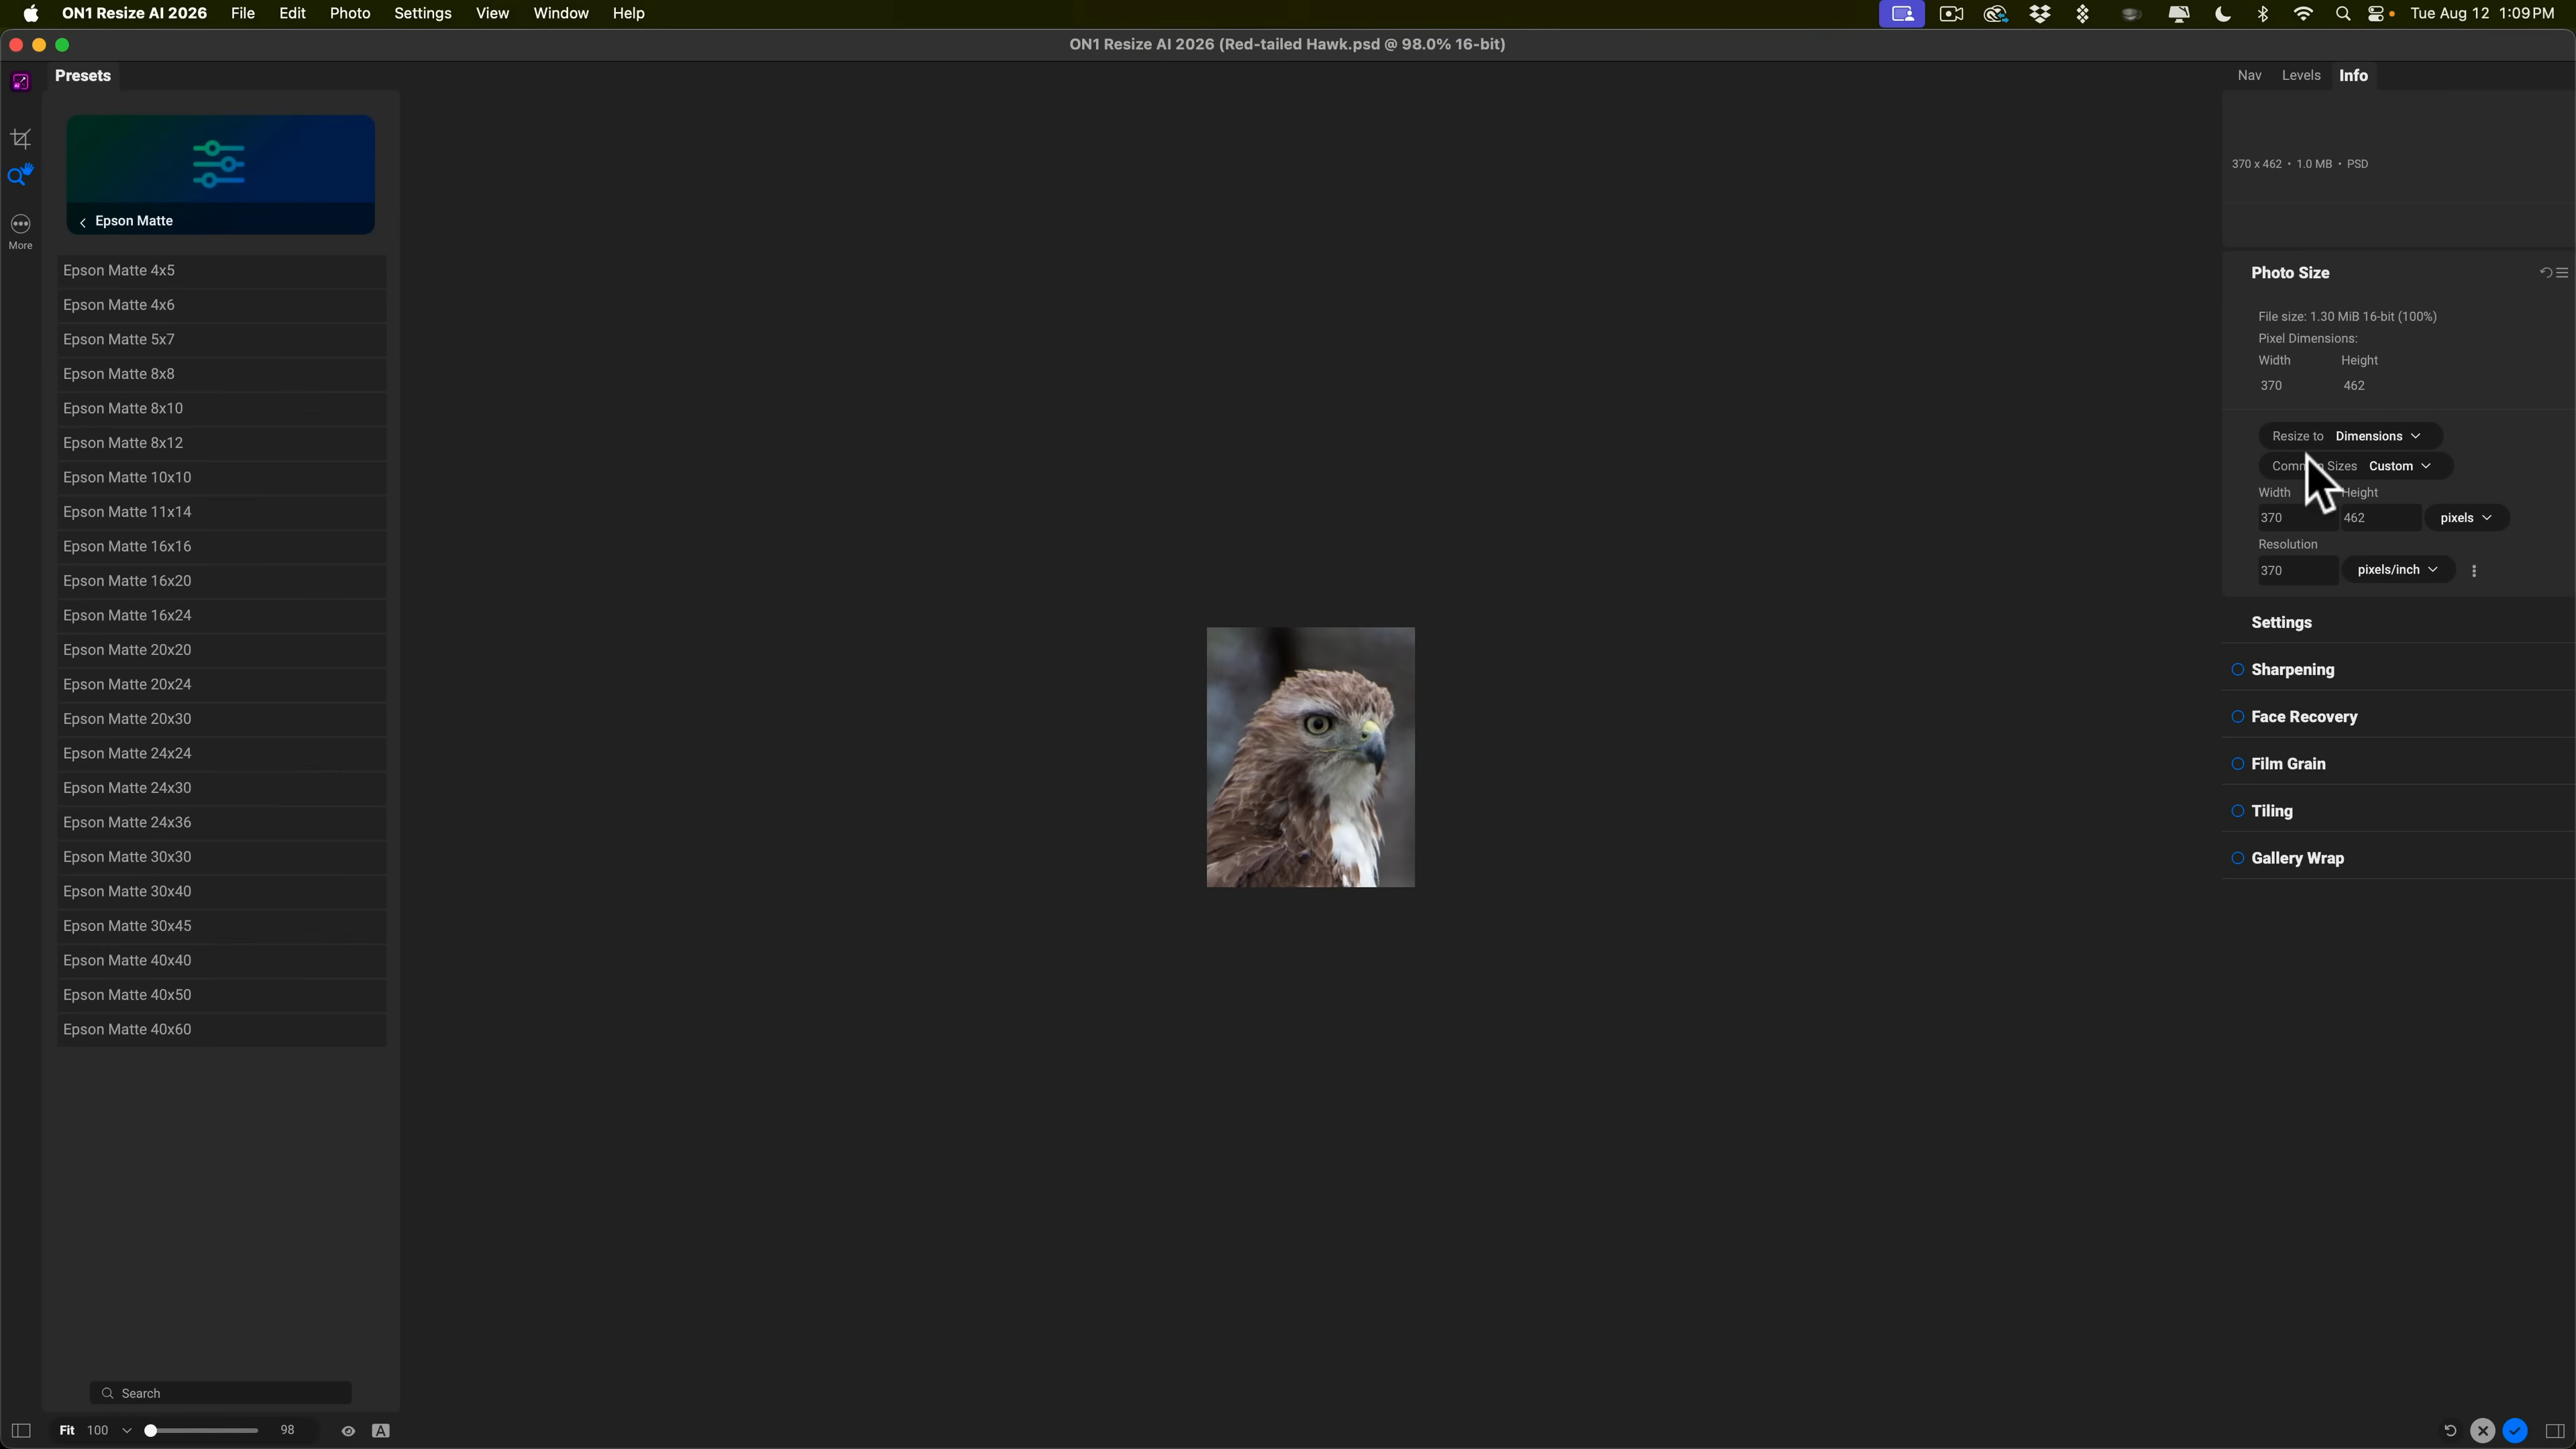 ON1 Resize AI 2026 File Edit Photo Settings View Window Help Tue Aug 12 1:09 PM
ON1 Resize AI 2026 (Red-tailed Hawk.psd @ 98.0% 16-bit)
Presets
More
Epson Matte
Epson Matte 4x5
Epson Matte 4x6
Epson Matte 5x7
Epson Matte 8x8
Epson Matte 8x10
Epson Matte 8x12
Epson Matte 10x10
Epson Matte 11x14
Epson Matte 16x16
Epson Matte 16x20
Epson Matte 16x24
Epson Matte 20x20
Epson Matte 20x24
Epson Matte 20x30
Epson Matte 24x24
Epson Matte 24x30
Epson Matte 24x36
Epson Matte 30x30
Epson Matte 30x40
Epson Matte 30x45
Epson Matte 40x40
Epson Matte 40x50
Epson Matte 40x60
Search
Fit 100 98
A
Nav Levels Info
370 x 462 • 1.0 MB • PSD
Photo Size
File size: 1.30 MiB 16-bit (100%)
Pixel Dimensions:
Width Height
370 462
Resize to Dimensions
Sizes Custom
Width Height
370 462 pixels
Resolution
370 pixels/inch
Settings
Sharpening
Face Recovery
Film Grain
Tiling
Gallery Wrap